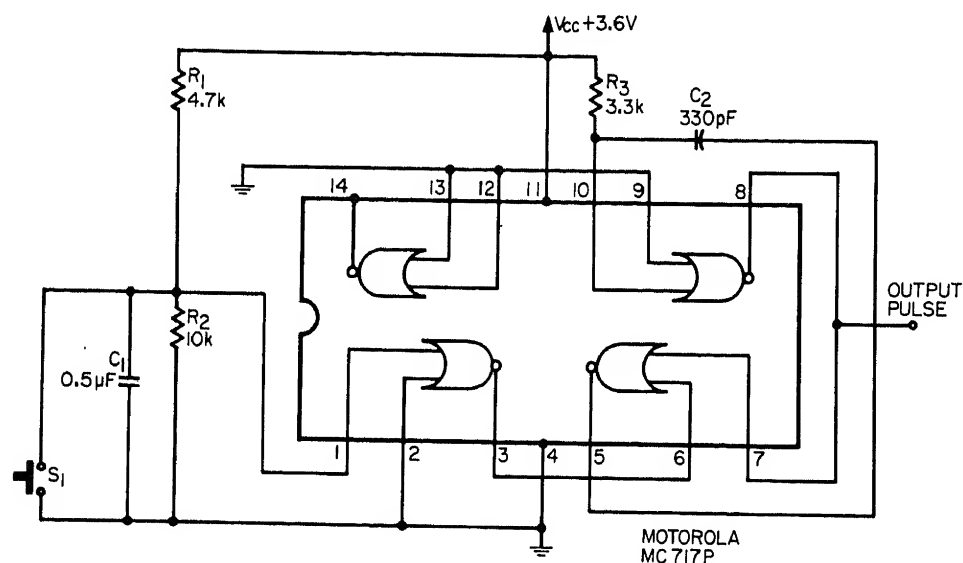 Vcc+3.6V
R1
4.7k
R3
3.3k
C2
330pF
14
13
12
11
10
9
8
OUTPUT
PULSE
R2
10k
C1
0.5µF
S1
1
2
3
4
5
6
7
MOTOROLA
MC717P